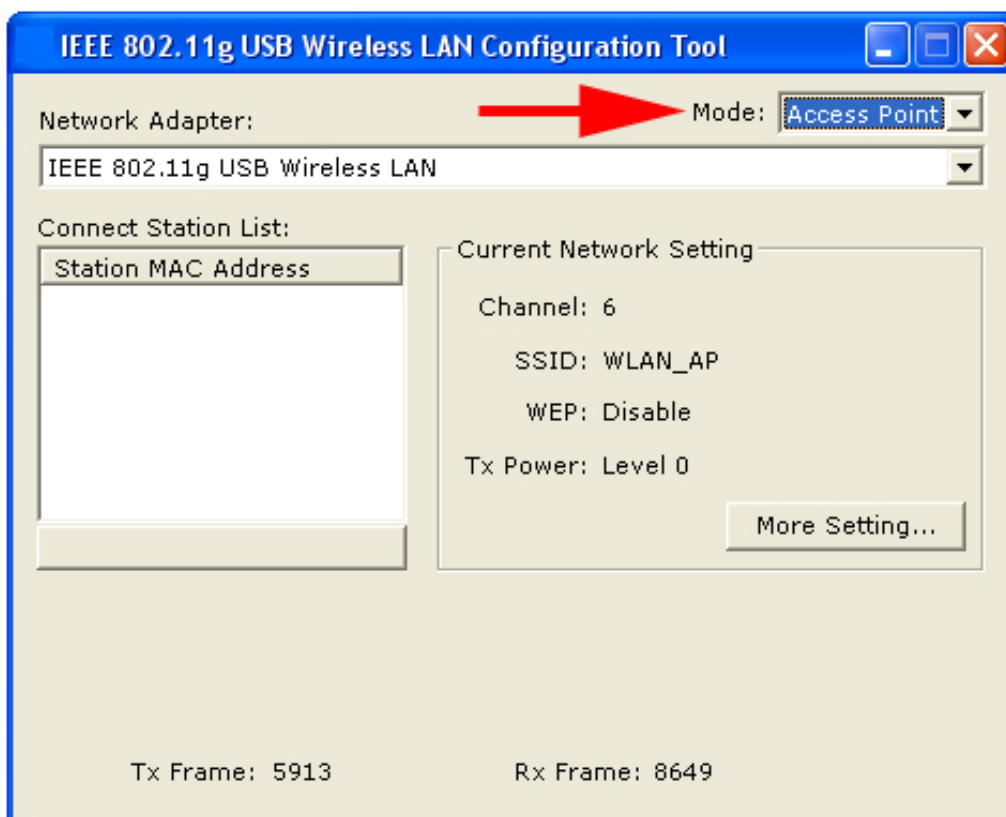 IEEE 802.11g USB Wireless LAN Configuration Tool
Mode: Access Point
Network Adapter:
IEEE 802.11g USB Wireless LAN
Connect Station List:
Station MAC Address
Current Network Setting
Channel: 6
SSID: WLAN_AP
WEP: Disable
Tx Power: Level 0
More Setting...
Tx Frame: 5913
Rx Frame: 8649